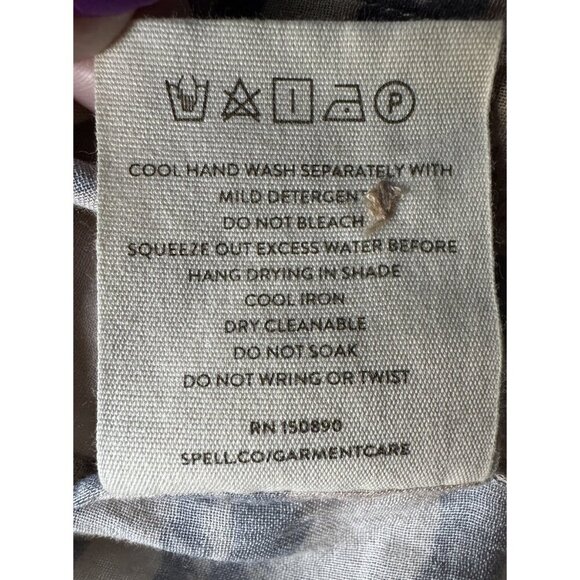 P
COOL HAND WASH SEPARATELY WITH
MILD DETERGENT
DO NOT BLEACH
SQUEEZE OUT EXCESS WATER BEFORE
HANG DRYING IN SHADE
COOL IRON
DRY CLEANABLE
DO NOT SOAK
DO NOT WRING OR TWIST
RN 150890
SPELL.CO/GARMENTCARE